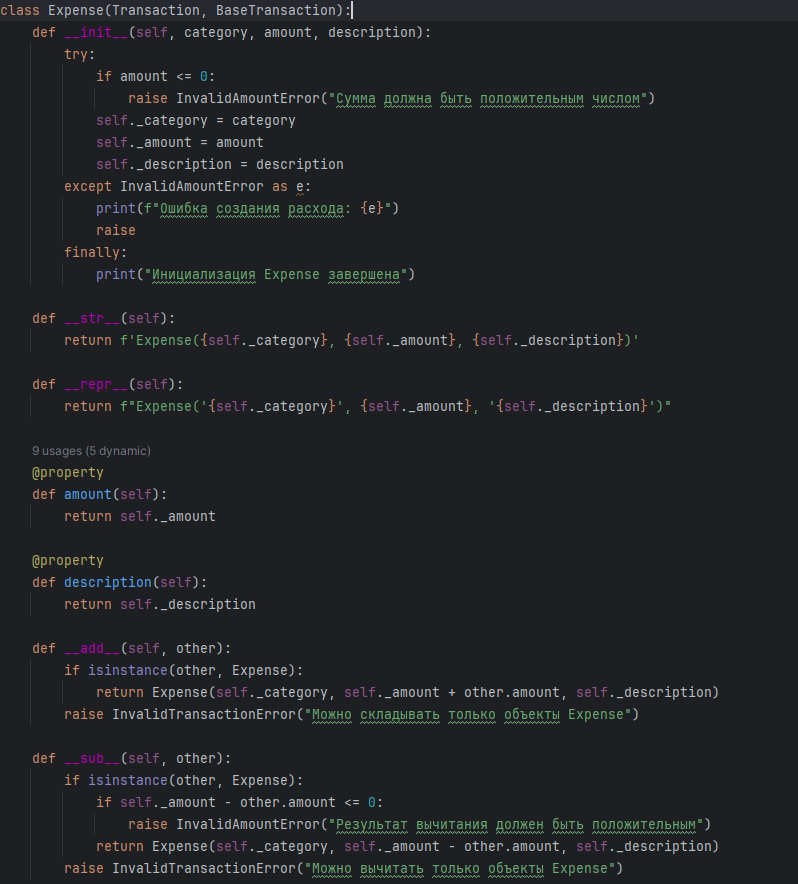 class Expense(Transaction, BaseTransaction):
    def __init__(self, category, amount, description):
        try:
            if amount <= 0:
                raise InvalidAmountError("Сумма должна быть положительным числом")
            self._category = category
            self._amount = amount
            self._description = description
        except InvalidAmountError as e:
            print(f"Ошибка создания расхода: {e}")
            raise
        finally:
            print("Инициализация Expense завершена")
    def __str__(self):
        return f'Expense({self._category}, {self._amount}, {self._description})'
    def __repr__(self):
        return f"Expense('{self._category}', {self._amount}, '{self._description}')"
    9 usages (5 dynamic)
    @property
    def amount(self):
        return self._amount
    @property
    def description(self):
        return self._description
    def __add__(self, other):
        if isinstance(other, Expense):
            return Expense(self._category, self._amount + other.amount, self._description)
        raise InvalidTransactionError("Можно складывать только объекты Expense")
    def __sub__(self, other):
        if isinstance(other, Expense):
            if self._amount - other.amount <= 0:
                raise InvalidAmountError("Результат вычитания должен быть положительным")
            return Expense(self._category, self._amount - other.amount, self._description)
        raise InvalidTransactionError("Можно вычитать только объекты Expense")